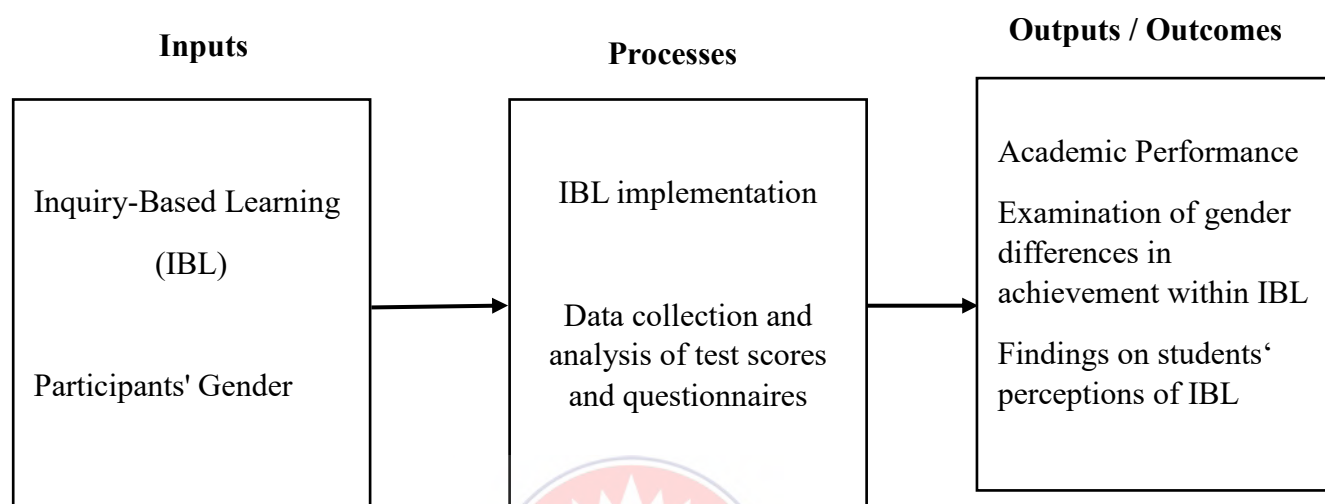 Inputs
Processes
Outputs / Outcomes
Inquiry-Based Learning
(IBL)
Participants' Gender
IBL implementation
Data collection and
analysis of test scores
and questionnaires
Academic Performance
Examination of gender
differences in
achievement within IBL
Findings on students‘
perceptions of IBL